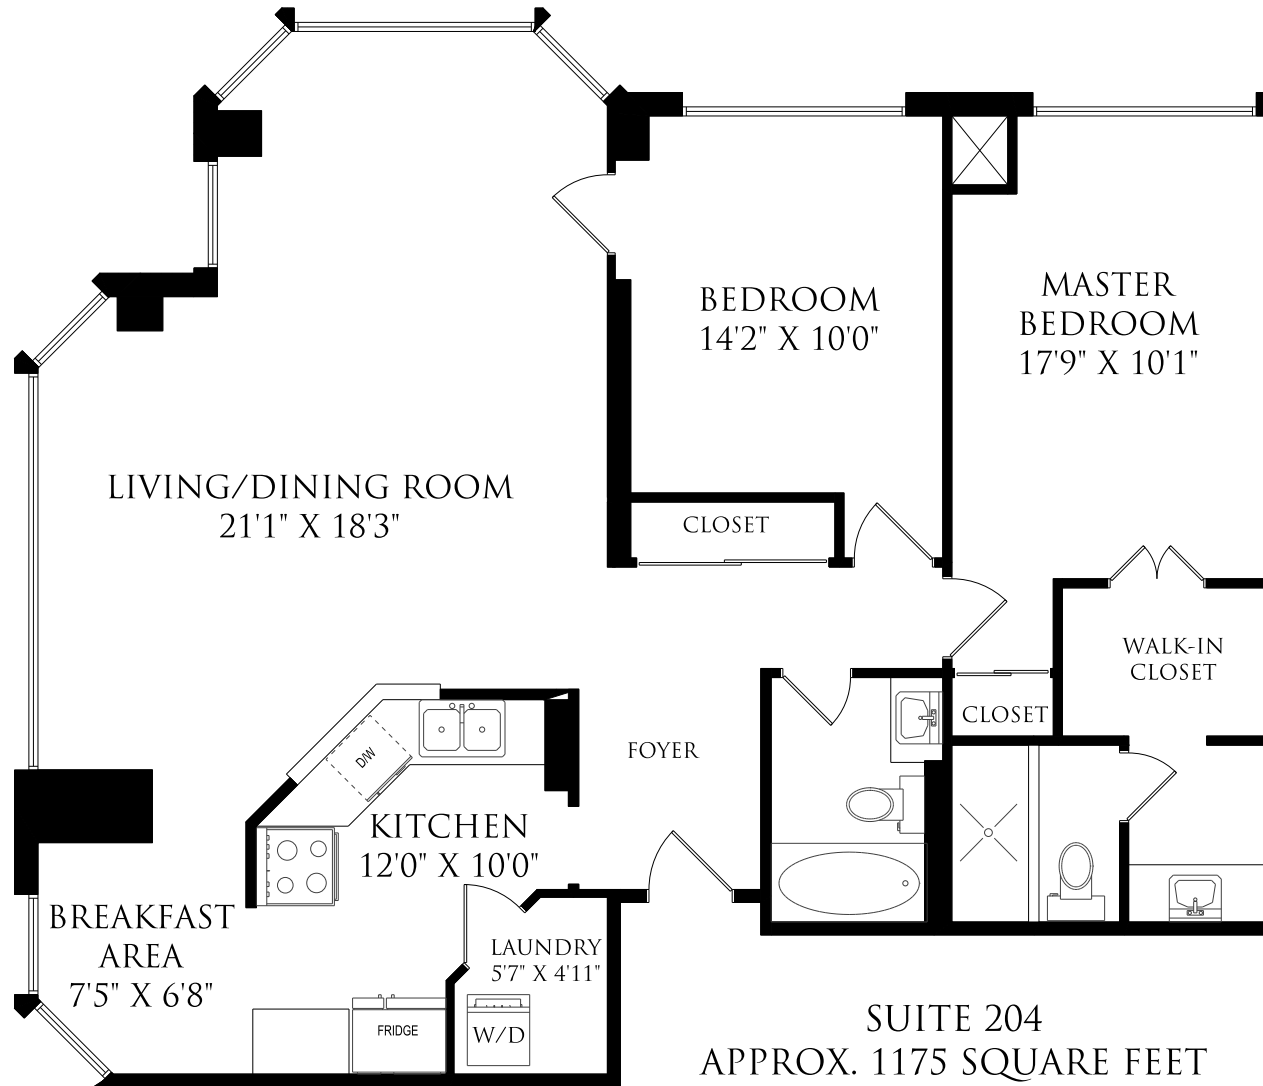 BEDROOM
14'2" X 10'0"
MASTER
BEDROOM
17'9" X 10'1"
LIVING/DINING ROOM
21'1" X 18'3"
CLOSET
WALK-IN
CLOSET
CLOSET
FOYER
D/W
KITCHEN
12'0" X 10'0"
BREAKFAST
AREA
7'5" X 6'8"
LAUNDRY
5'7" X 4'11"
FRIDGE
W/D
SUITE 204
APPROX. 1175 SQUARE FEET